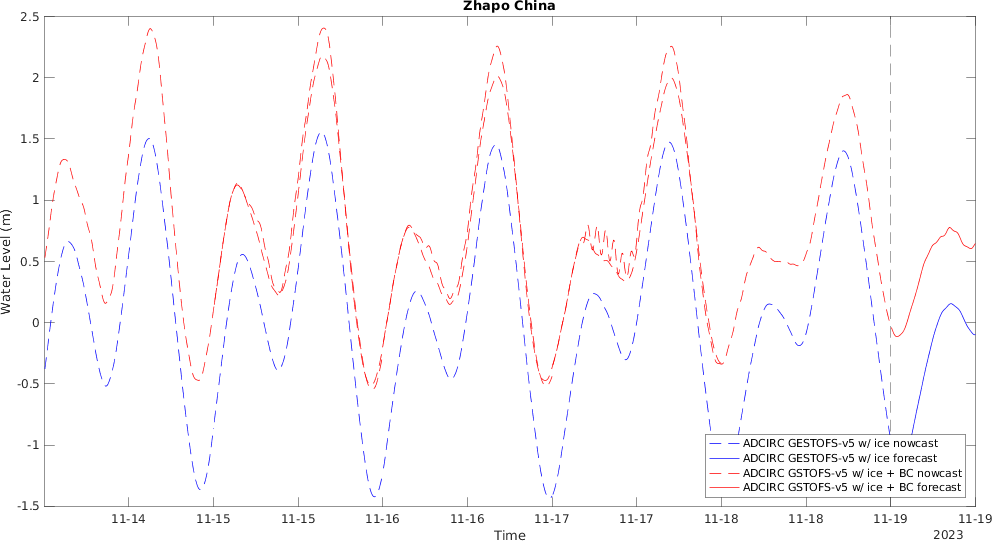 Zhapo China
2.5
2
1.5
1
0.5
0
-0.5
-1
-1.5
Water Level (m)
ADCIRC GESTOFS-v5 w/ ice nowcast
ADCIRC GESTOFS-v5 w/ ice forecast
ADCIRC GSTOFS-v5 w/ ice + BC nowcast
ADCIRC GSTOFS-v5 w/ ice + BC forecast
11-14 11-15 11-15 11-16 11-16 11-17 11-17 11-18 11-18 11-19 11-19
Time
2023